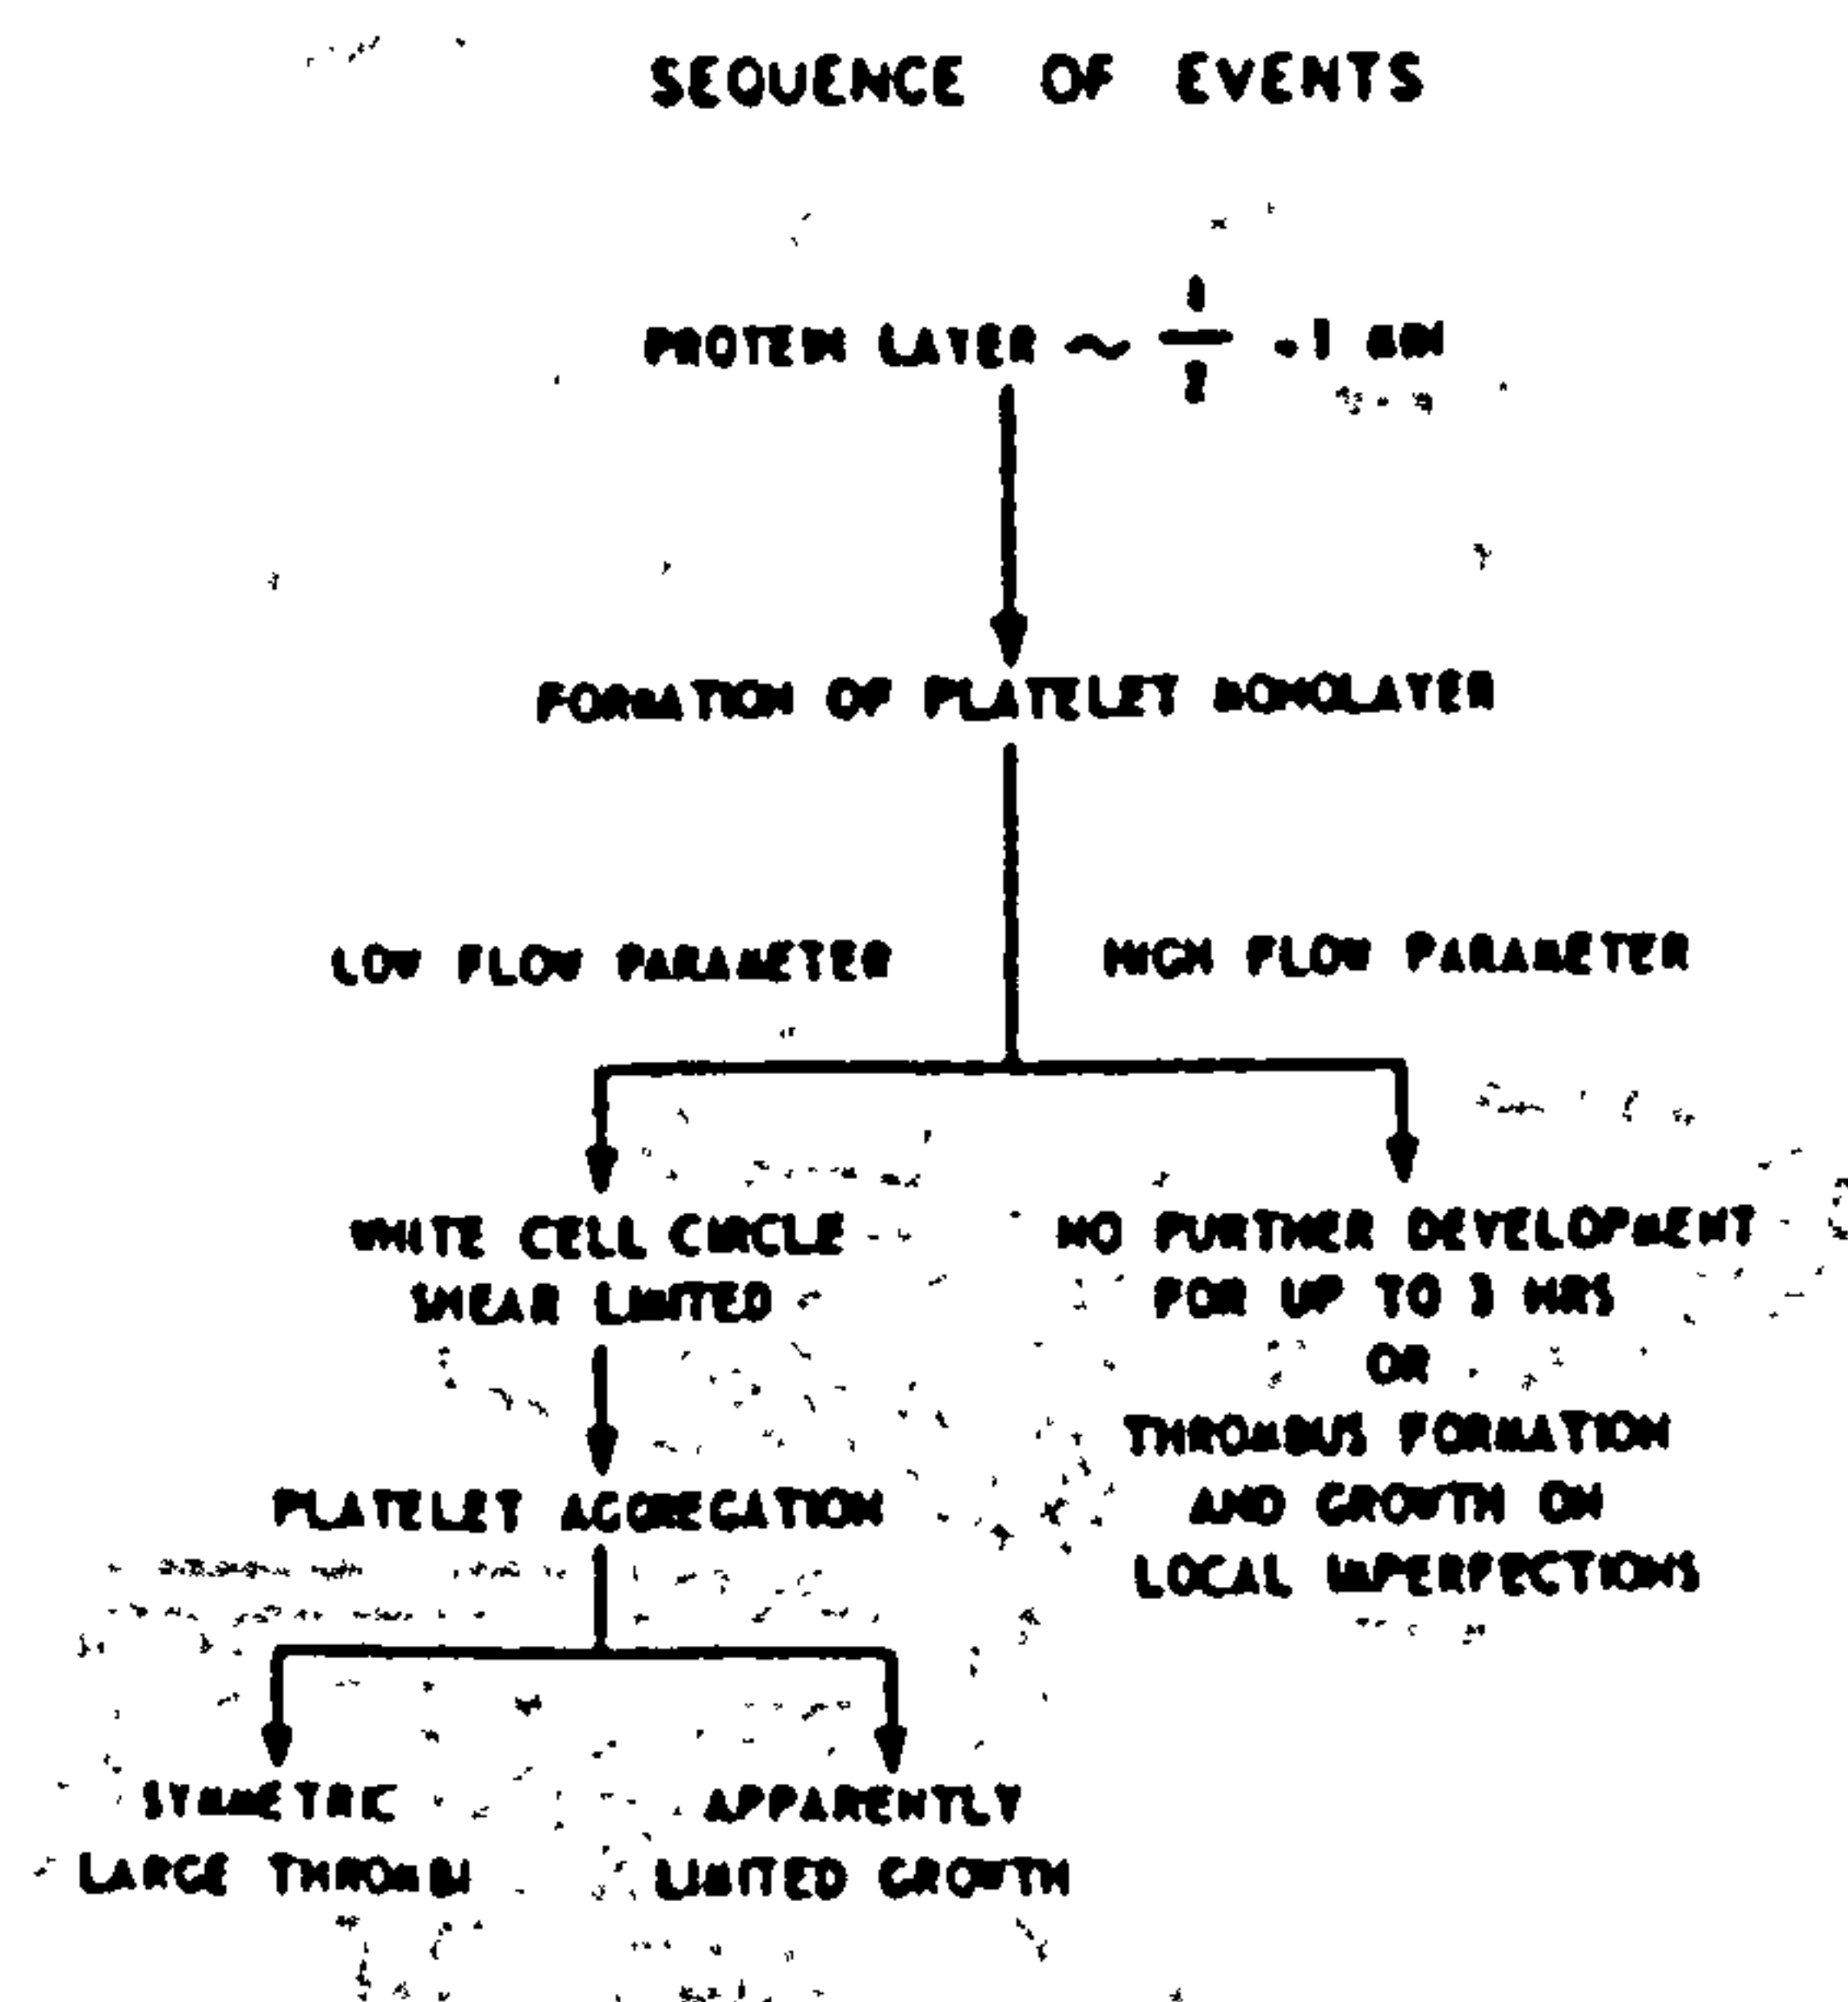 SEQUENCE OF EVENTS
PROTEIN LAYER ~
FORMATION OF PLATELET MONOLAYER
LOW FLOW PARAMETER
HIGH FLOW PARAMETER
WHITE CELL CIRCLE
SHEAR LIMITED
NO FURTHER DEVELOPMENT
FOR UP TO HRS
OR
THROMBUS FORMATION
AND GROWTH ON
LOCAL IMPERFECTIONS
PLATELET AGGREGATION
SYMMETRIC
LARGE THROMBI
APPARENTLY
LIMITED GROWTH